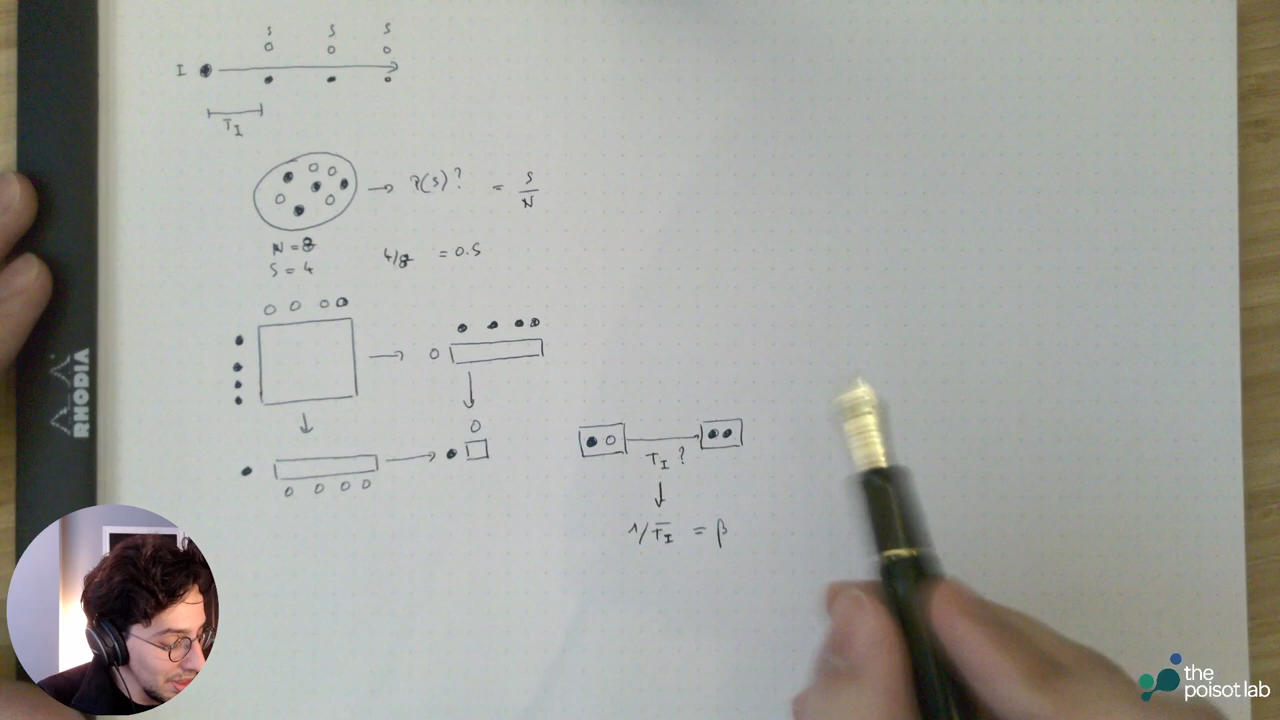 S S S
I
T_I
P(S)? = S/N
N = 8
S = 4
4/8 = 0.5
T_I ?
1/T_I = β
RHODIA
the
poisot lab